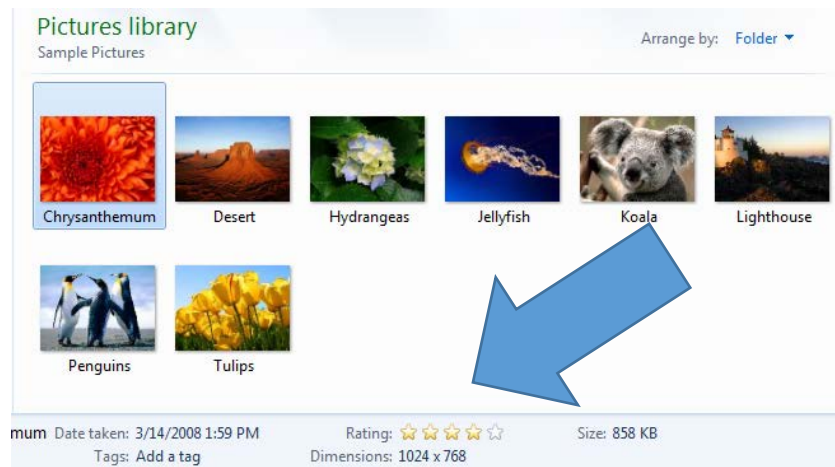 Pictures library
Sample Pictures
Arrange by: Folder
Chrysanthemum Desert Hydrangeas Jellyfish Koala Lighthouse
Penguins Tulips
mum Date taken: 3/14/2008 1:59 PM Rating: Size: 858 KB
Tags: Add a tag Dimensions: 1024 x 768